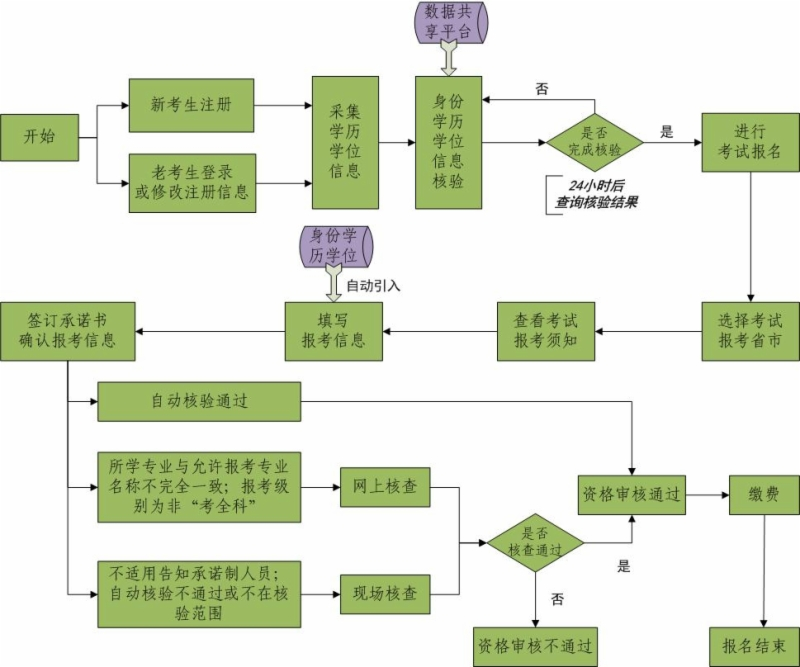 数据共
享平台
开始
新考生注册
老考生登录
或修改注册信息
采集
学历
学位
信息
身份
学历
学位
信息
核验
否
是否
完成核验
是
24小时后
查询核验结果
进行
考试报名
身份学
历学位
自动引入
签订承诺书
确认报考信息
填写
报考信息
查看考试
报考须知
选择考试
报考省市
自动核验通过
所学专业与允许报考专业
名称不完全一致；报考级
别为非“考全科”
网上核查
资格审核通过
缴费
是否
核查通过
是
不适用告知承诺制人员；
自动核验不通过或不在核
验范围
现场核查
否
资格审核不通过
报名结束